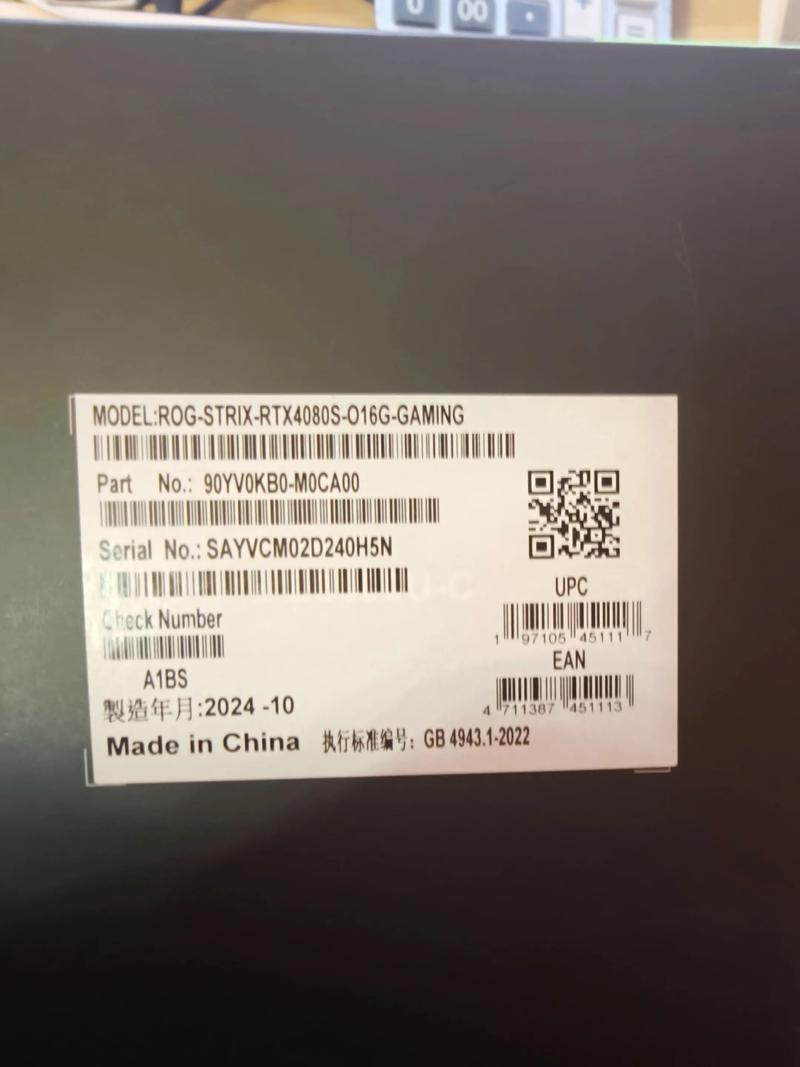 0 00 . +
=
MODEL:ROG-STRIX-RTX4080S-O16G-GAMING
Part No.: 90YV0KB0-M0CA00
Serial No.: SAYVCM02D240H5N
Check Number
A1BS
製造年月:2024 -10
Made in China 执行标准编号: GB 4943.1-2022
UPC
1 97105 45111 7
EAN
4 711387 451113